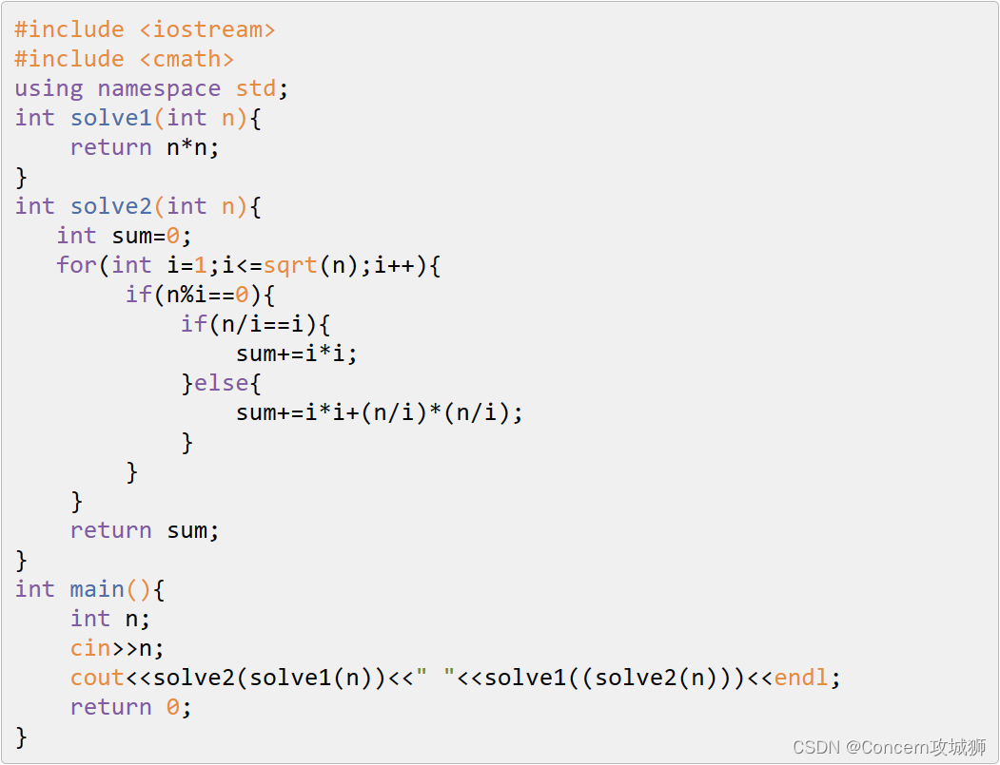 #include <iostream>
#include <cmath>
using namespace std;
int solve1(int n){
    return n*n;
}
int solve2(int n){
   int sum=0;
   for(int i=1;i<=sqrt(n);i++){
        if(n%i==0){
            if(n/i==i){
                sum+=i*i;
            }else{
                sum+=i*i+(n/i)*(n/i);
            }
        }
    }
    return sum;
}
int main(){
    int n;
    cin>>n;
    cout<<solve2(solve1(n))<<" "<<solve1((solve2(n)))<<endl;
    return 0;
}
CSDN @Concern攻城狮